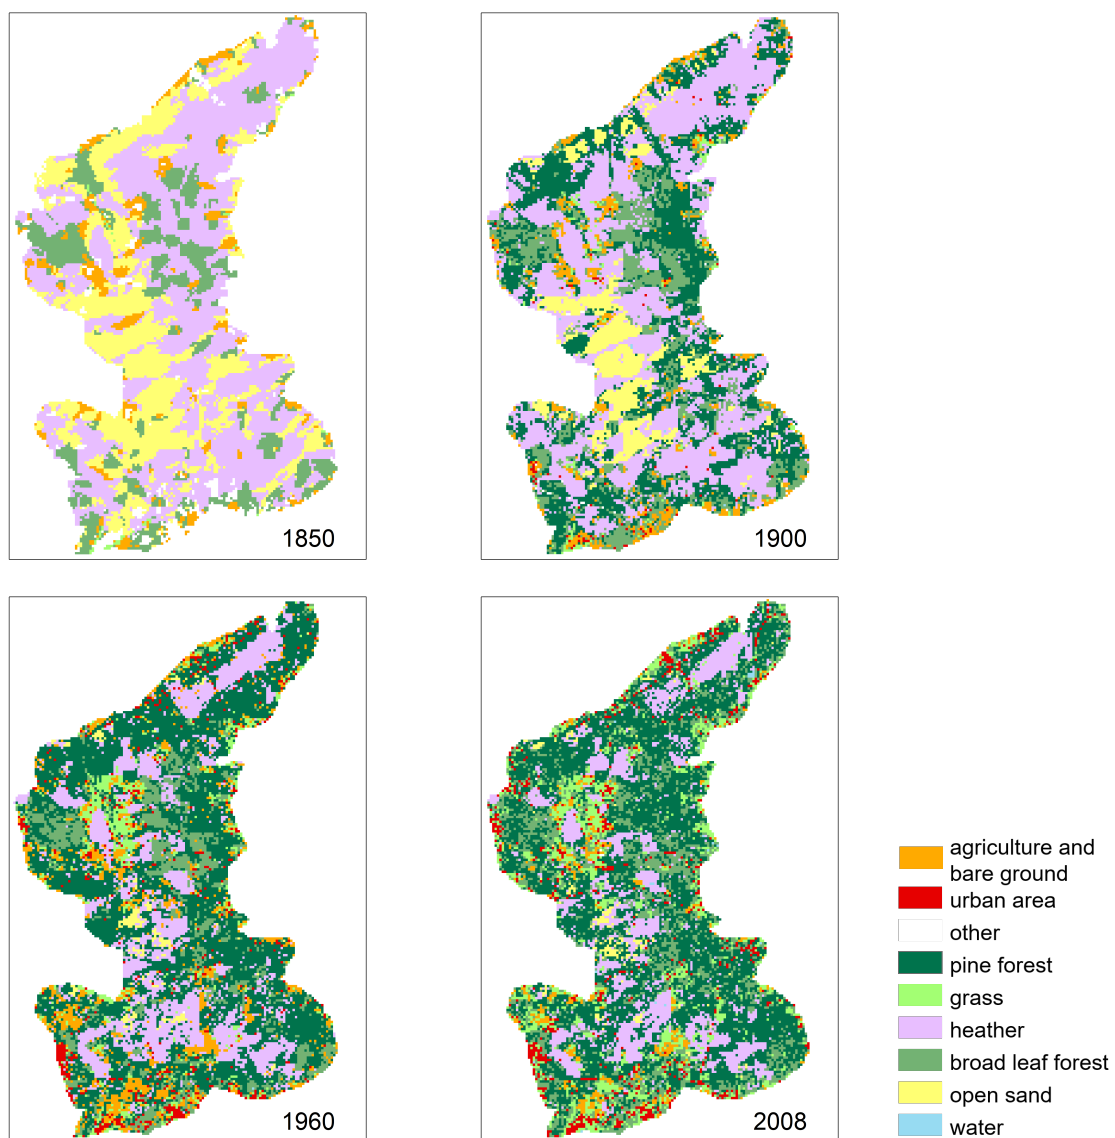 1850
1900
1960
2008
agriculture and
bare ground
urban area
other
pine forest
grass
heather
broad leaf forest
open sand
water